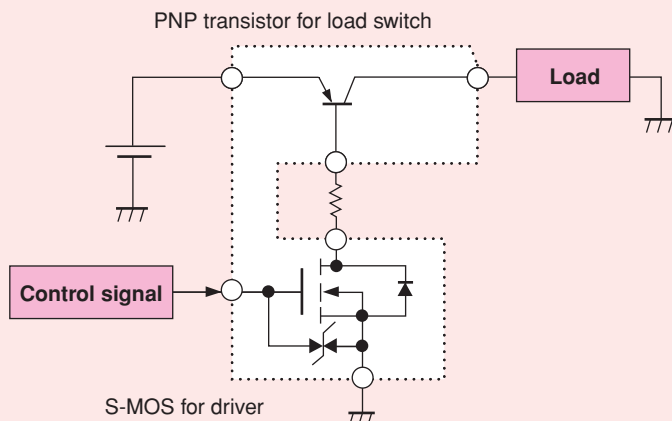 PNP transistor for load switch
Load
Control signal
S-MOS for driver